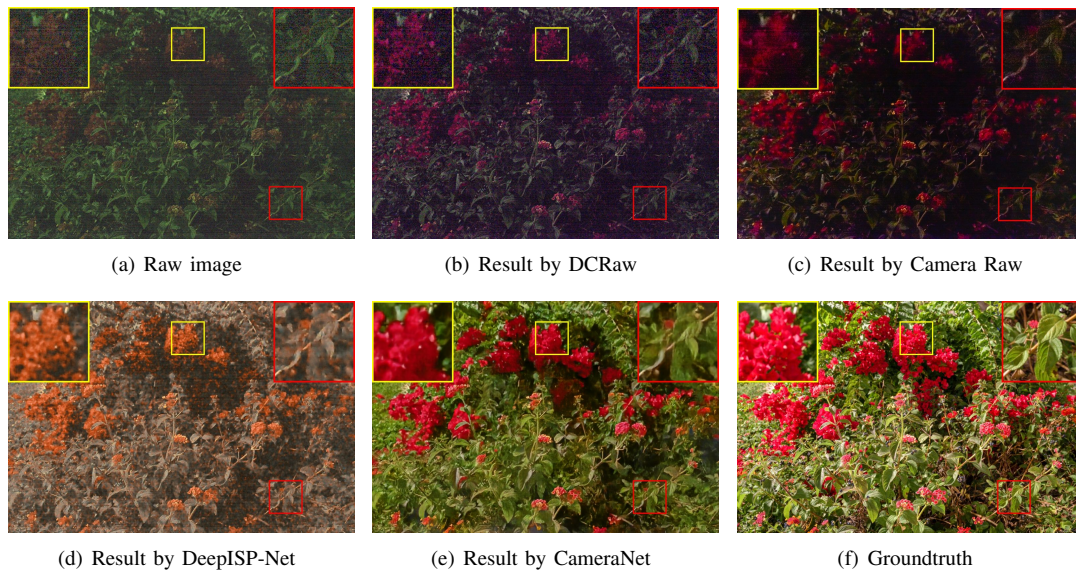 (a) Raw image
(b) Result by DCRaw
(c) Result by Camera Raw
(d) Result by DeepISP-Net
(e) Result by CameraNet
(f) Groundtruth